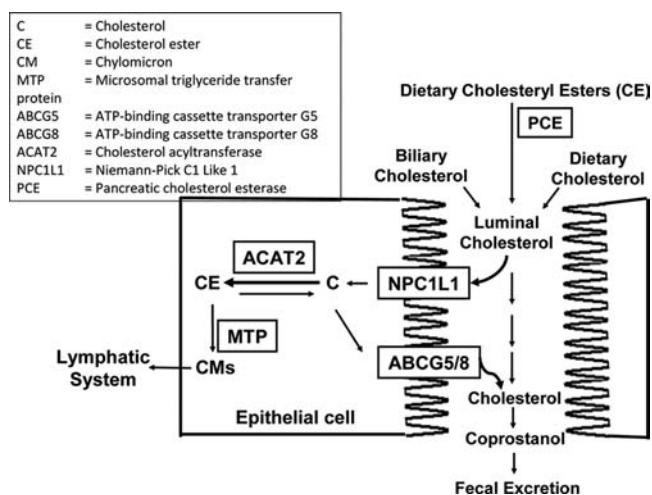 C = Cholesterol
CE = Cholesterol ester
CM = Chylomicron
MTP = Microsomal triglyceride transfer
protein
ABCG5 = ATP-binding cassette transporter G5
ABCG8 = ATP-binding cassette transporter G8
ACAT2 = Cholesterol acyltransferase
NPC1L1 = Niemann-Pick C1 Like 1
PCE = Pancreatic cholesterol esterase
Dietary Cholesteryl Esters (CE)
PCE
Biliary
Cholesterol
Dietary
Cholesterol
Luminal
Cholesterol
ACAT2
CE
C
NPC1L1
MTP
ABCG5/8
Lymphatic
System
CMs
Cholesterol
Epithelial cell
Coprostanol
Fecal Excretion